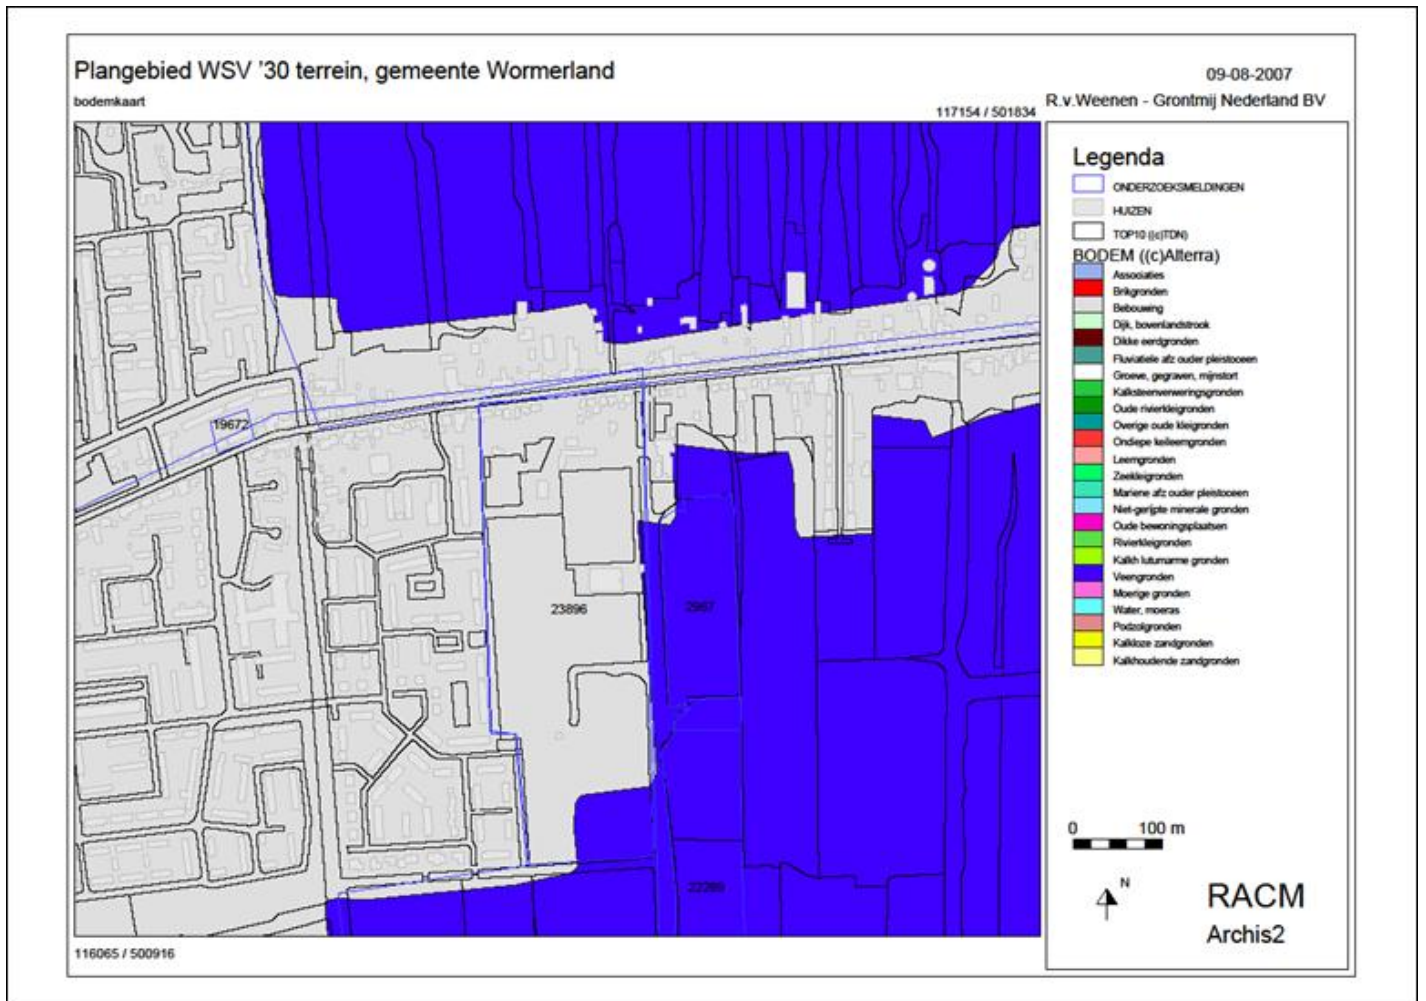 Plangebied WSV '30 terrein, gemeente Wormerland
09-08-2007
bodemkaart
R.v.Weenen - Grontmij Nederland BV
117154 / 501834
Legenda
ONDERZOEKSMELDINGEN
HUIZEN
TOP10 ((c)TDN)
BODEM ((c)Alterra)
Associaties
Brikgronden
Bebouwing
Dijk, bovenlandstrook
Dikke eerdgronden
Fluviatiele afz ouder pleistoceen
Groeve, gegraven, mijnstort
Kalksteenverweringsgronden
Oude rivierkleigronden
Overige oude kleigronden
Ondiepe keileemgronden
Leemgronden
Zeekleigronden
Mariene afz ouder pleistoceen
Niet-gerijpte minerale gronden
Oude bewoningsplaatsen
Rivierkleigronden
Kalkh lutumarme gronden
Veengronden
Moerige gronden
Water, moeras
Podzolgronden
Kalkloze zandgronden
Kalkhoudende zandgronden
19672
23896
2967
22289
0 100 m
N
RACM
Archis2
116065 / 500916